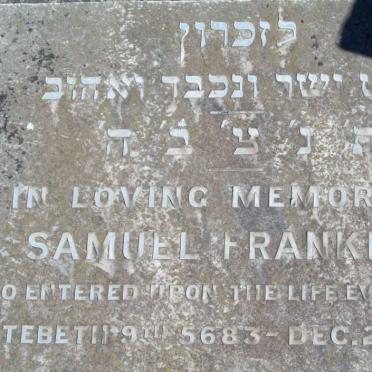 לזכרון
ש ישר ונכבד ואהוב
ת' נ' צ' ב' ה'
IN LOVING MEMOR
SAMUEL FRANK
O ENTERED UPON THE LIFE EV
TEBETH 9TH 5683 - DEC. 2